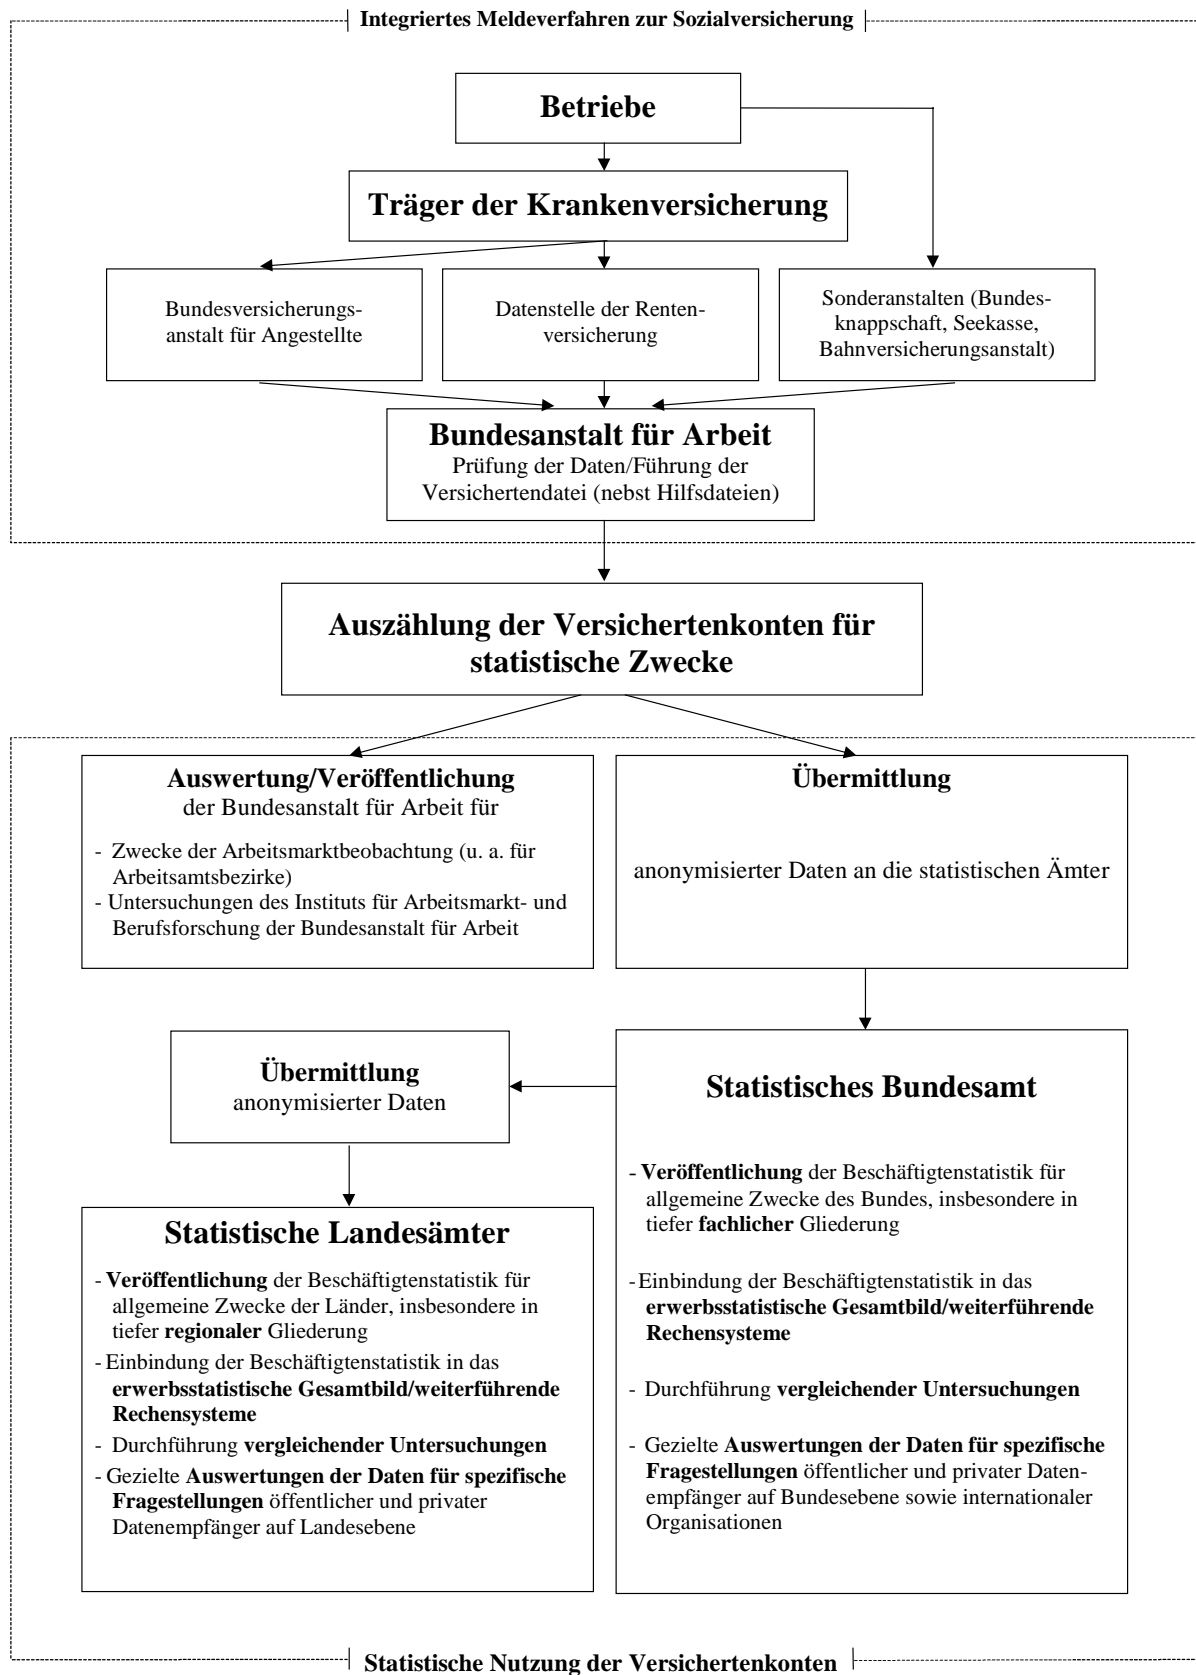 Integriertes Meldeverfahren zur Sozialversicherung
Betriebe
Träger der Krankenversicherung
Bundesversicherungs-
anstalt für Angestellte
Datenstelle der Renten-
versicherung
Sonderanstalten (Bundes-
knappschaft, Seekasse,
Bahnversicherungsanstalt)
Bundesanstalt für Arbeit
Prüfung der Daten/Führung der
Versichertendatei (nebst Hilfsdateien)
Auszählung der Versichertenkonten für
statistische Zwecke
Auswertung/Veröffentlichung
der Bundesanstalt für Arbeit für
- Zwecke der Arbeitsmarktbeobachtung (u. a. für
Arbeitsamtsbezirke)
- Untersuchungen des Instituts für Arbeitsmarkt- und
Berufsforschung der Bundesanstalt für Arbeit
Übermittlung
anonymisierter Daten an die statistischen Ämter
Übermittlung
anonymisierter Daten
Statistisches Bundesamt
- Veröffentlichung der Beschäftigtenstatistik für
allgemeine Zwecke des Bundes, insbesondere in
tiefer fachlicher Gliederung
- Einbindung der Beschäftigtenstatistik in das
erwerbsstatistische Gesamtbild/weiterführende
Rechensysteme
- Durchführung vergleichender Untersuchungen
- Gezielte Auswertungen der Daten für spezifische
Fragestellungen öffentlicher und privater Daten-
empfänger auf Bundesebene sowie internationaler
Organisationen
Statistische Landesämter
- Veröffentlichung der Beschäftigtenstatistik für
allgemeine Zwecke der Länder, insbesondere in
tiefer regionaler Gliederung
- Einbindung der Beschäftigtenstatistik in das
erwerbsstatistische Gesamtbild/weiterführende
Rechensysteme
- Durchführung vergleichender Untersuchungen
- Gezielte Auswertungen der Daten für spezifische
Fragestellungen öffentlicher und privater
Datenempfänger auf Landesebene
Statistische Nutzung der Versichertenkonten